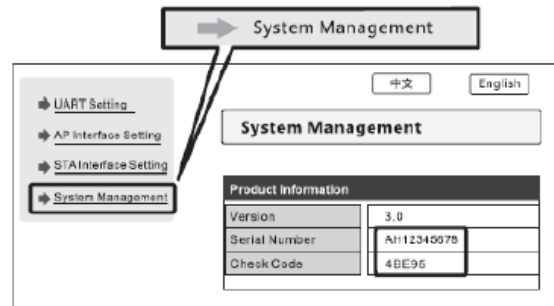 System Management
中文 English
UART Setting
AP Interface Setting
STA Interface Setting
System Management
System Management
Product Information
Version 3.0
Serial Number AH12345678
Check Code 4BE96